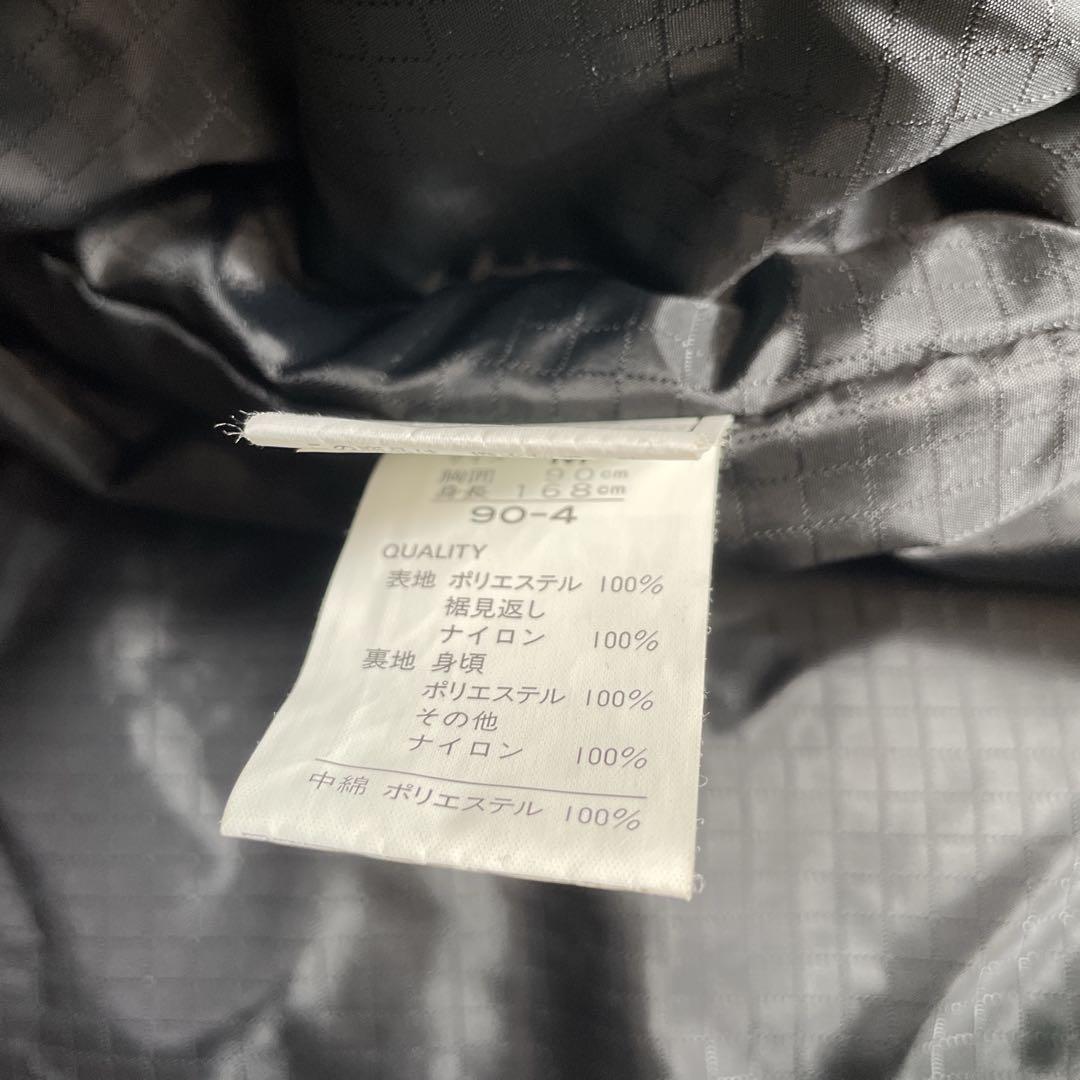 M
胸囲 90cm
身長 168cm
90-4
QUALITY
表地 ポリエステル 100%
裾見返し
ナイロン 100%
裏地 身頃
ポリエステル 100%
その他
ナイロン 100%
中綿 ポリエステル 100%